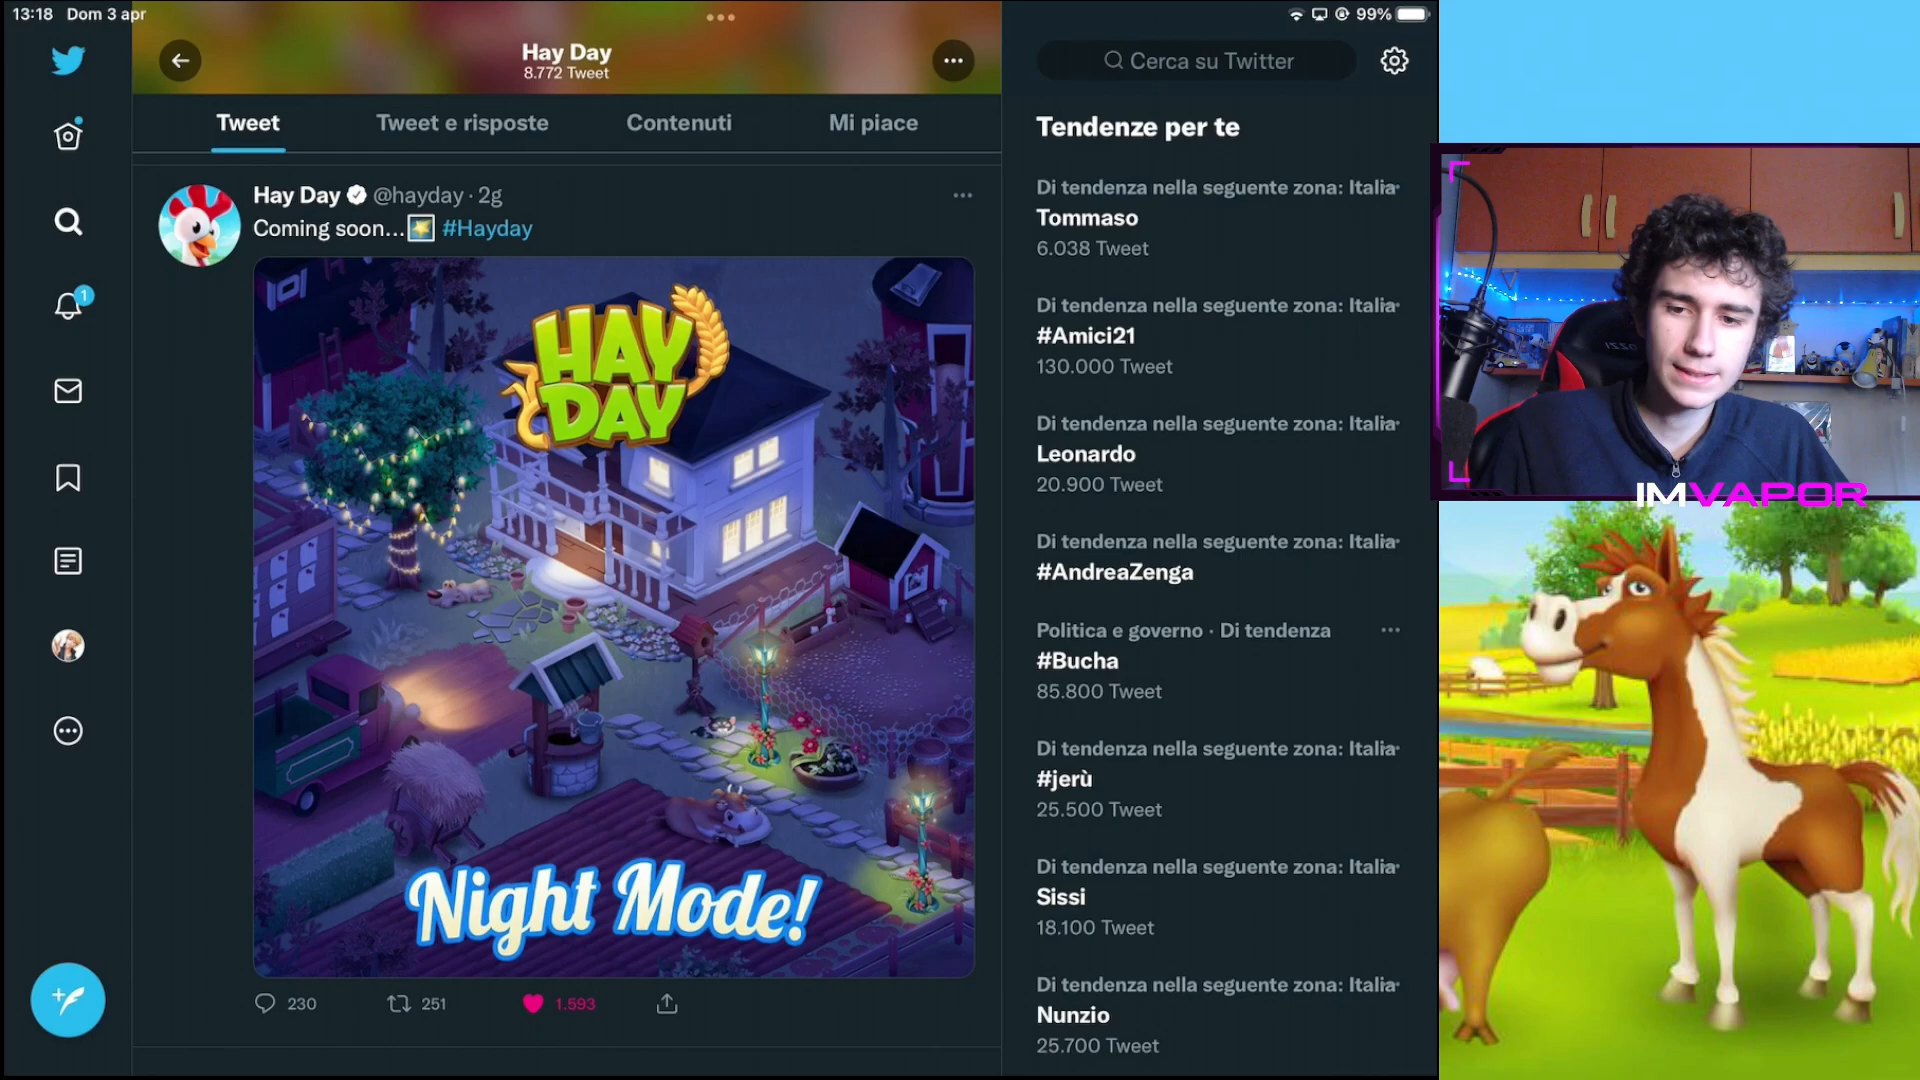 13:18 Dom 3 apr
99%
Hay Day
8.772 Tweet
Cerca su Twitter
Tweet
Tweet e risposte
Contenuti
Mi piace
Hay Day @hayday · 2g
Coming soon... #Hayday
HAY
DAY
Night Mode!
230
251
1.593
1
Tendenze per te
Di tendenza nella seguente zona: Italia
Tommaso
6.038 Tweet
Di tendenza nella seguente zona: Italia
#Amici21
130.000 Tweet
Di tendenza nella seguente zona: Italia
Leonardo
20.900 Tweet
Di tendenza nella seguente zona: Italia
#AndreaZenga
Politica e governo · Di tendenza
#Bucha
85.800 Tweet
Di tendenza nella seguente zona: Italia
#jerù
25.500 Tweet
Di tendenza nella seguente zona: Italia
Sissi
18.100 Tweet
Di tendenza nella seguente zona: Italia
Nunzio
25.700 Tweet
IMVAPOR